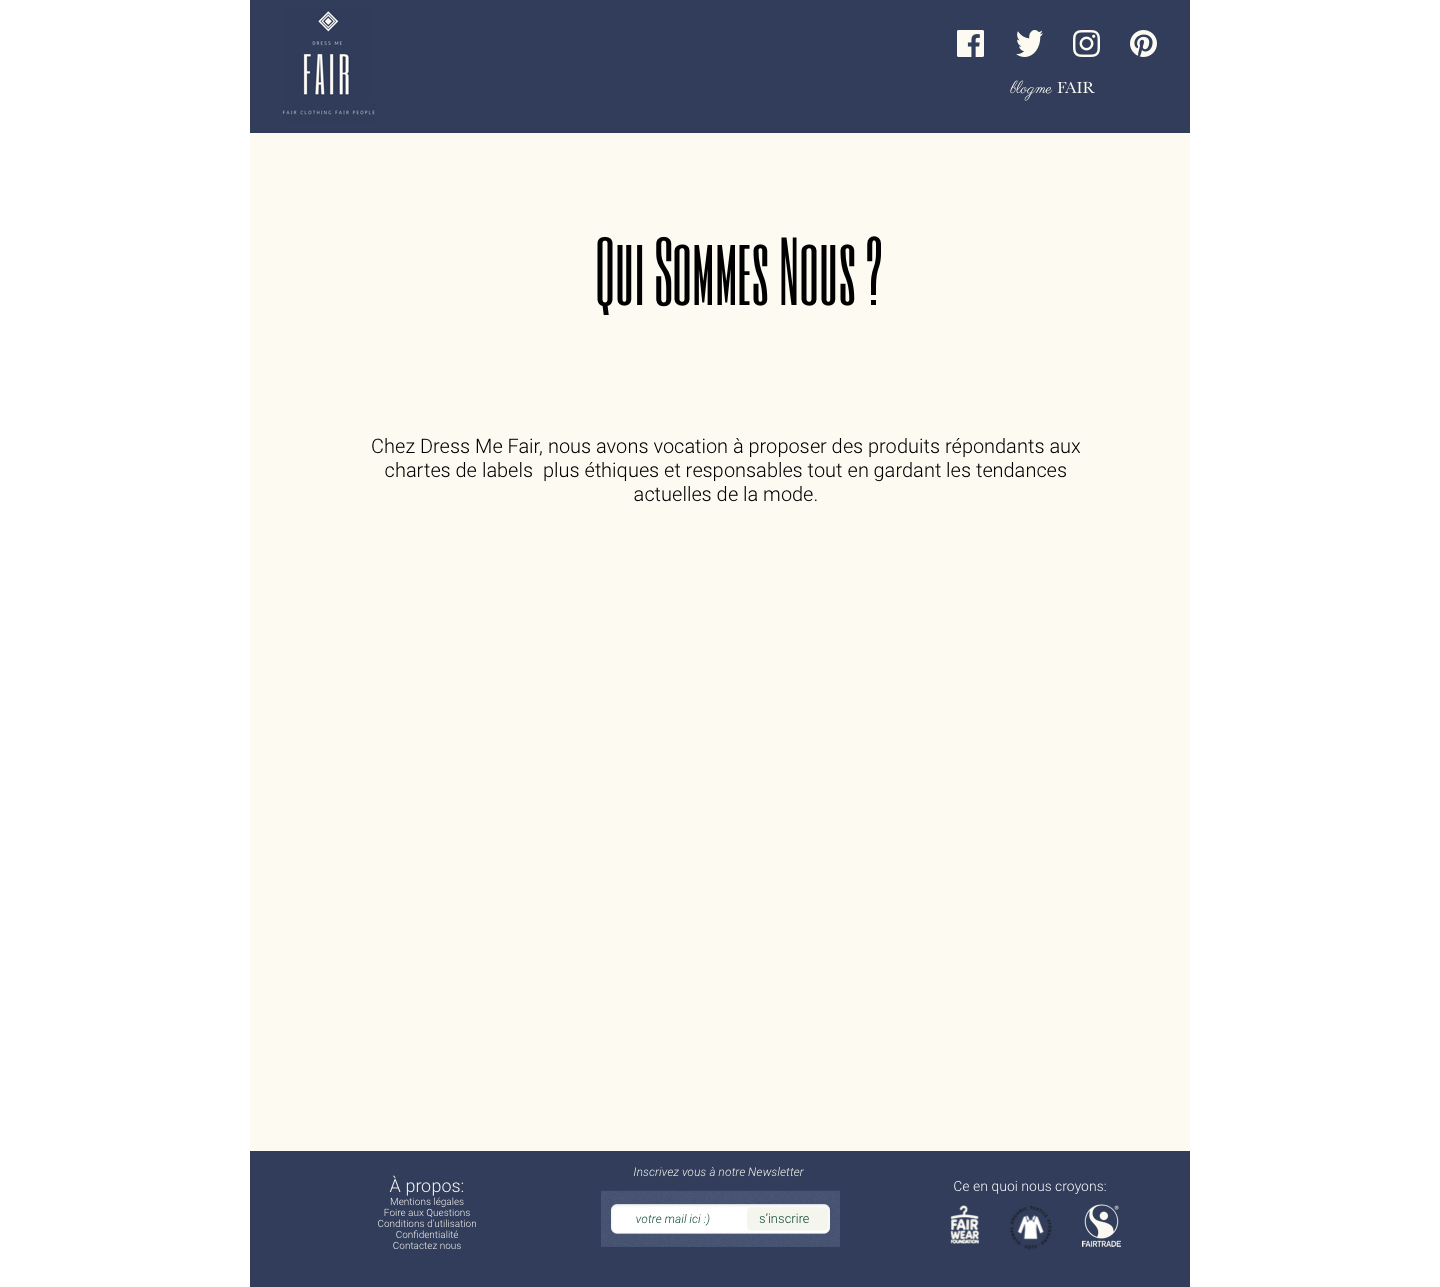 DRESS ME
FAIR
FAIR CLOTHING FAIR PEOPLE
blogme FAIR
Qui Sommes Nous ?
Chez Dress Me Fair, nous avons vocation à proposer des produits répondants aux
chartes de labels  plus éthiques et responsables tout en gardant les tendances
actuelles de la mode.
À propos:
Mentions légales
Foire aux Questions
Conditions d'utilisation
Confidentialité
Contactez nous
Inscrivez vous à notre Newsletter
votre mail ici :)
s'inscrire
Ce en quoi nous croyons:
FAIR
WEAR
FOUNDATION
FAIRTRADE